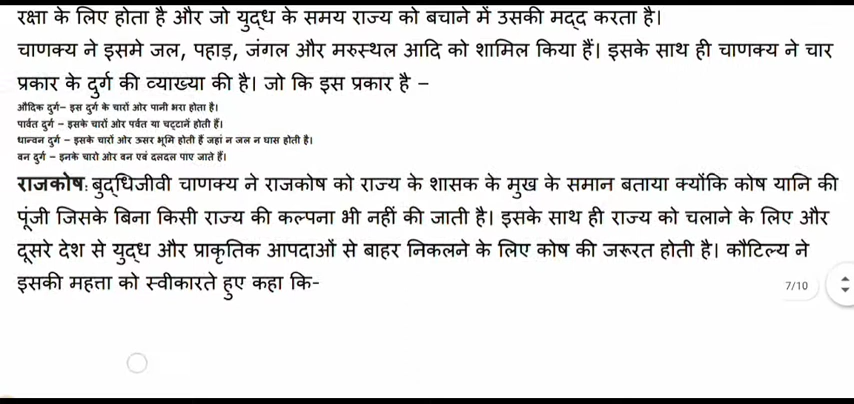 रक्षा के लिए होता है और जो युद्ध के समय राज्य को बचाने में उसकी मदद करता है।
चाणक्य ने इसमे जल, पहाड़, जंगल और मरुस्थल आदि को शामिल किया हैं। इसके साथ ही चाणक्य ने चार
प्रकार के दुर्ग की व्याख्या की है। जो कि इस प्रकार है –
औदिक दुर्ग– इस दुर्ग के चारों ओर पानी भरा होता है।
पार्वत दुर्ग – इसके चारों ओर पर्वत या चट्टानें होती हैं।
धान्वन दुर्ग – इसके चारों ओर ऊसर भूमि होती हैं जहां न जल न घास होती है।
वन दुर्ग – इनके चारो ओर वन एवं दलदल पाए जाते हैं।
राजकोष: बुद्धिजीवी चाणक्य ने राजकोष को राज्य के शासक के मुख के समान बताया क्योंकि कोष यानि की
पूंजी जिसके बिना किसी राज्य की कल्पना भी नहीं की जाती है। इसके साथ ही राज्य को चलाने के लिए और
दूसरे देश से युद्ध और प्राकृतिक आपदाओं से बाहर निकलने के लिए कोष की जरूरत होती है। कौटिल्य ने
इसकी महत्ता को स्वीकारते हुए कहा कि-
7/10